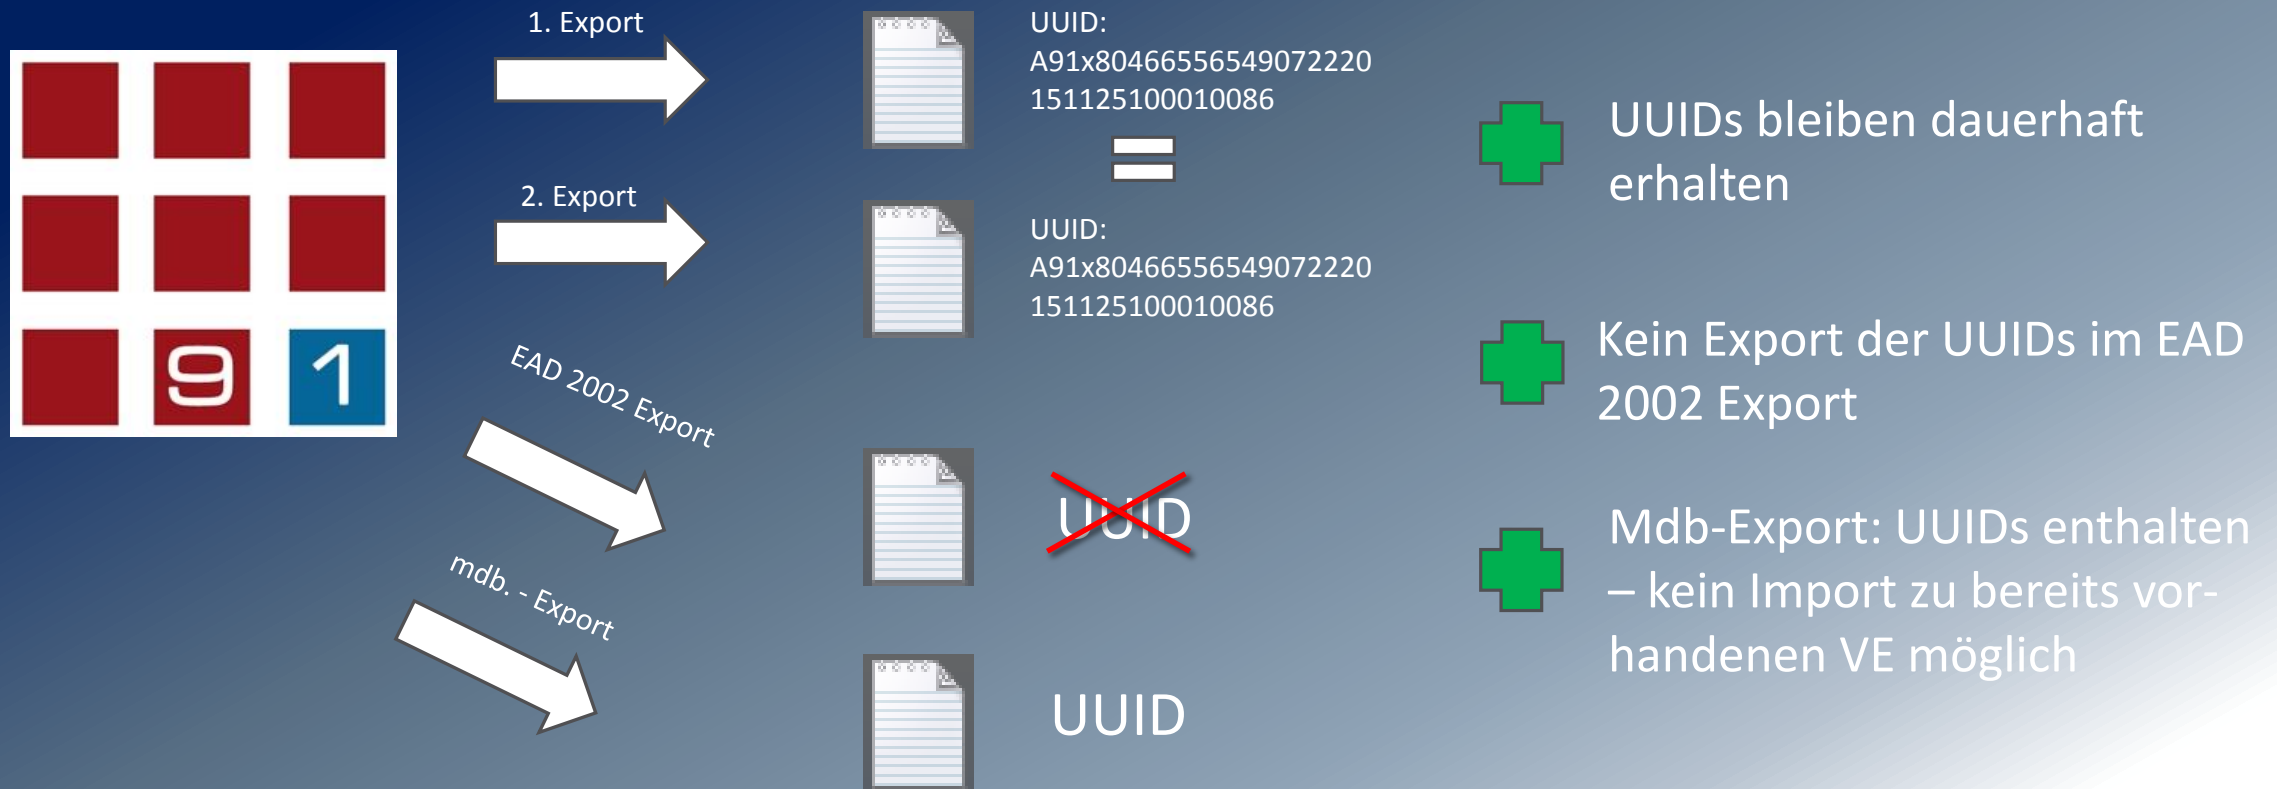 9 1
1. Export
UUID:
A91x80466556549072220
151125100010086
2. Export
UUID:
A91x80466556549072220
151125100010086
EAD 2002 Export
UUID
mdb. - Export
UUID
UUIDs bleiben dauerhaft
erhalten
Kein Export der UUIDs im EAD
2002 Export
Mdb-Export: UUIDs enthalten
– kein Import zu bereits vor-
handenen VE möglich